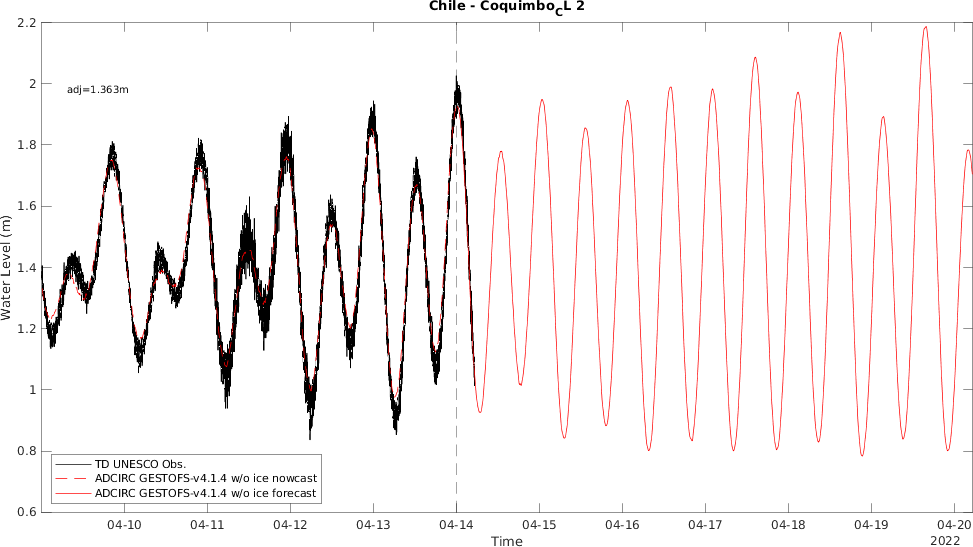 Chile - CoquimboCL 2
Water Level (m)
2.2
2
1.8
1.6
1.4
1.2
1
0.8
0.6
adj=1.363m
TD UNESCO Obs.
ADCIRC GESTOFS-v4.1.4 w/o ice nowcast
ADCIRC GESTOFS-v4.1.4 w/o ice forecast
04-10 04-11 04-12 04-13 04-14 04-15 04-16 04-17 04-18 04-19 04-20
Time
2022